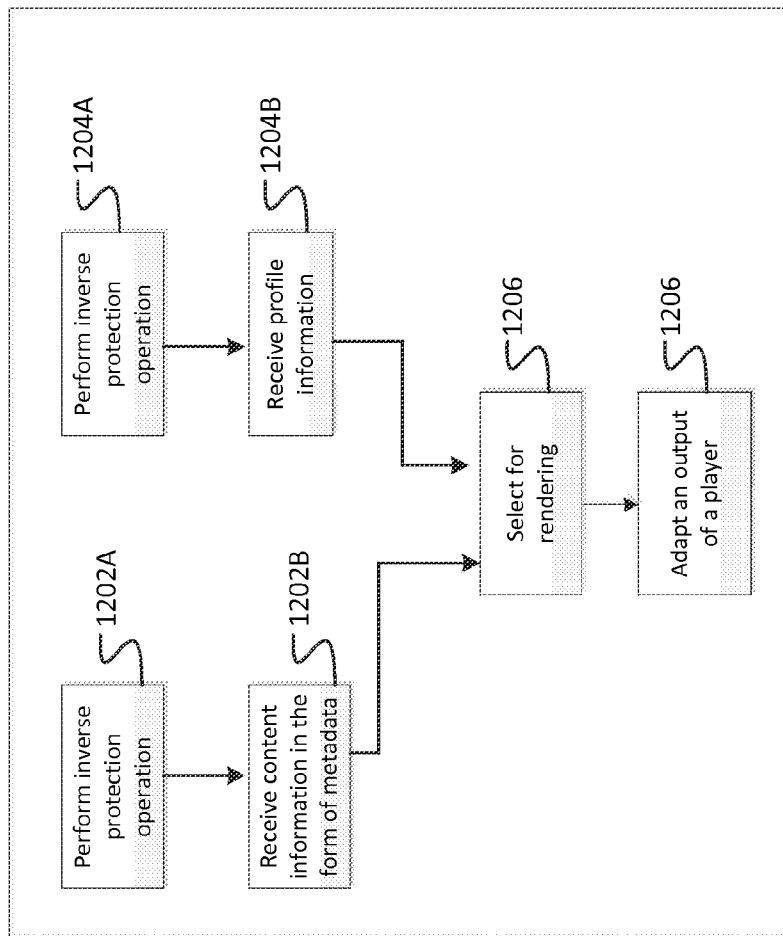 Perform inverse
protection
operation
1202A
Receive content
information in the
form of metadata
1202B
Perform inverse
protection
operation
1204A
Receive profile
information
1204B
Select for
rendering
1206
Adapt an output
of a player
1206